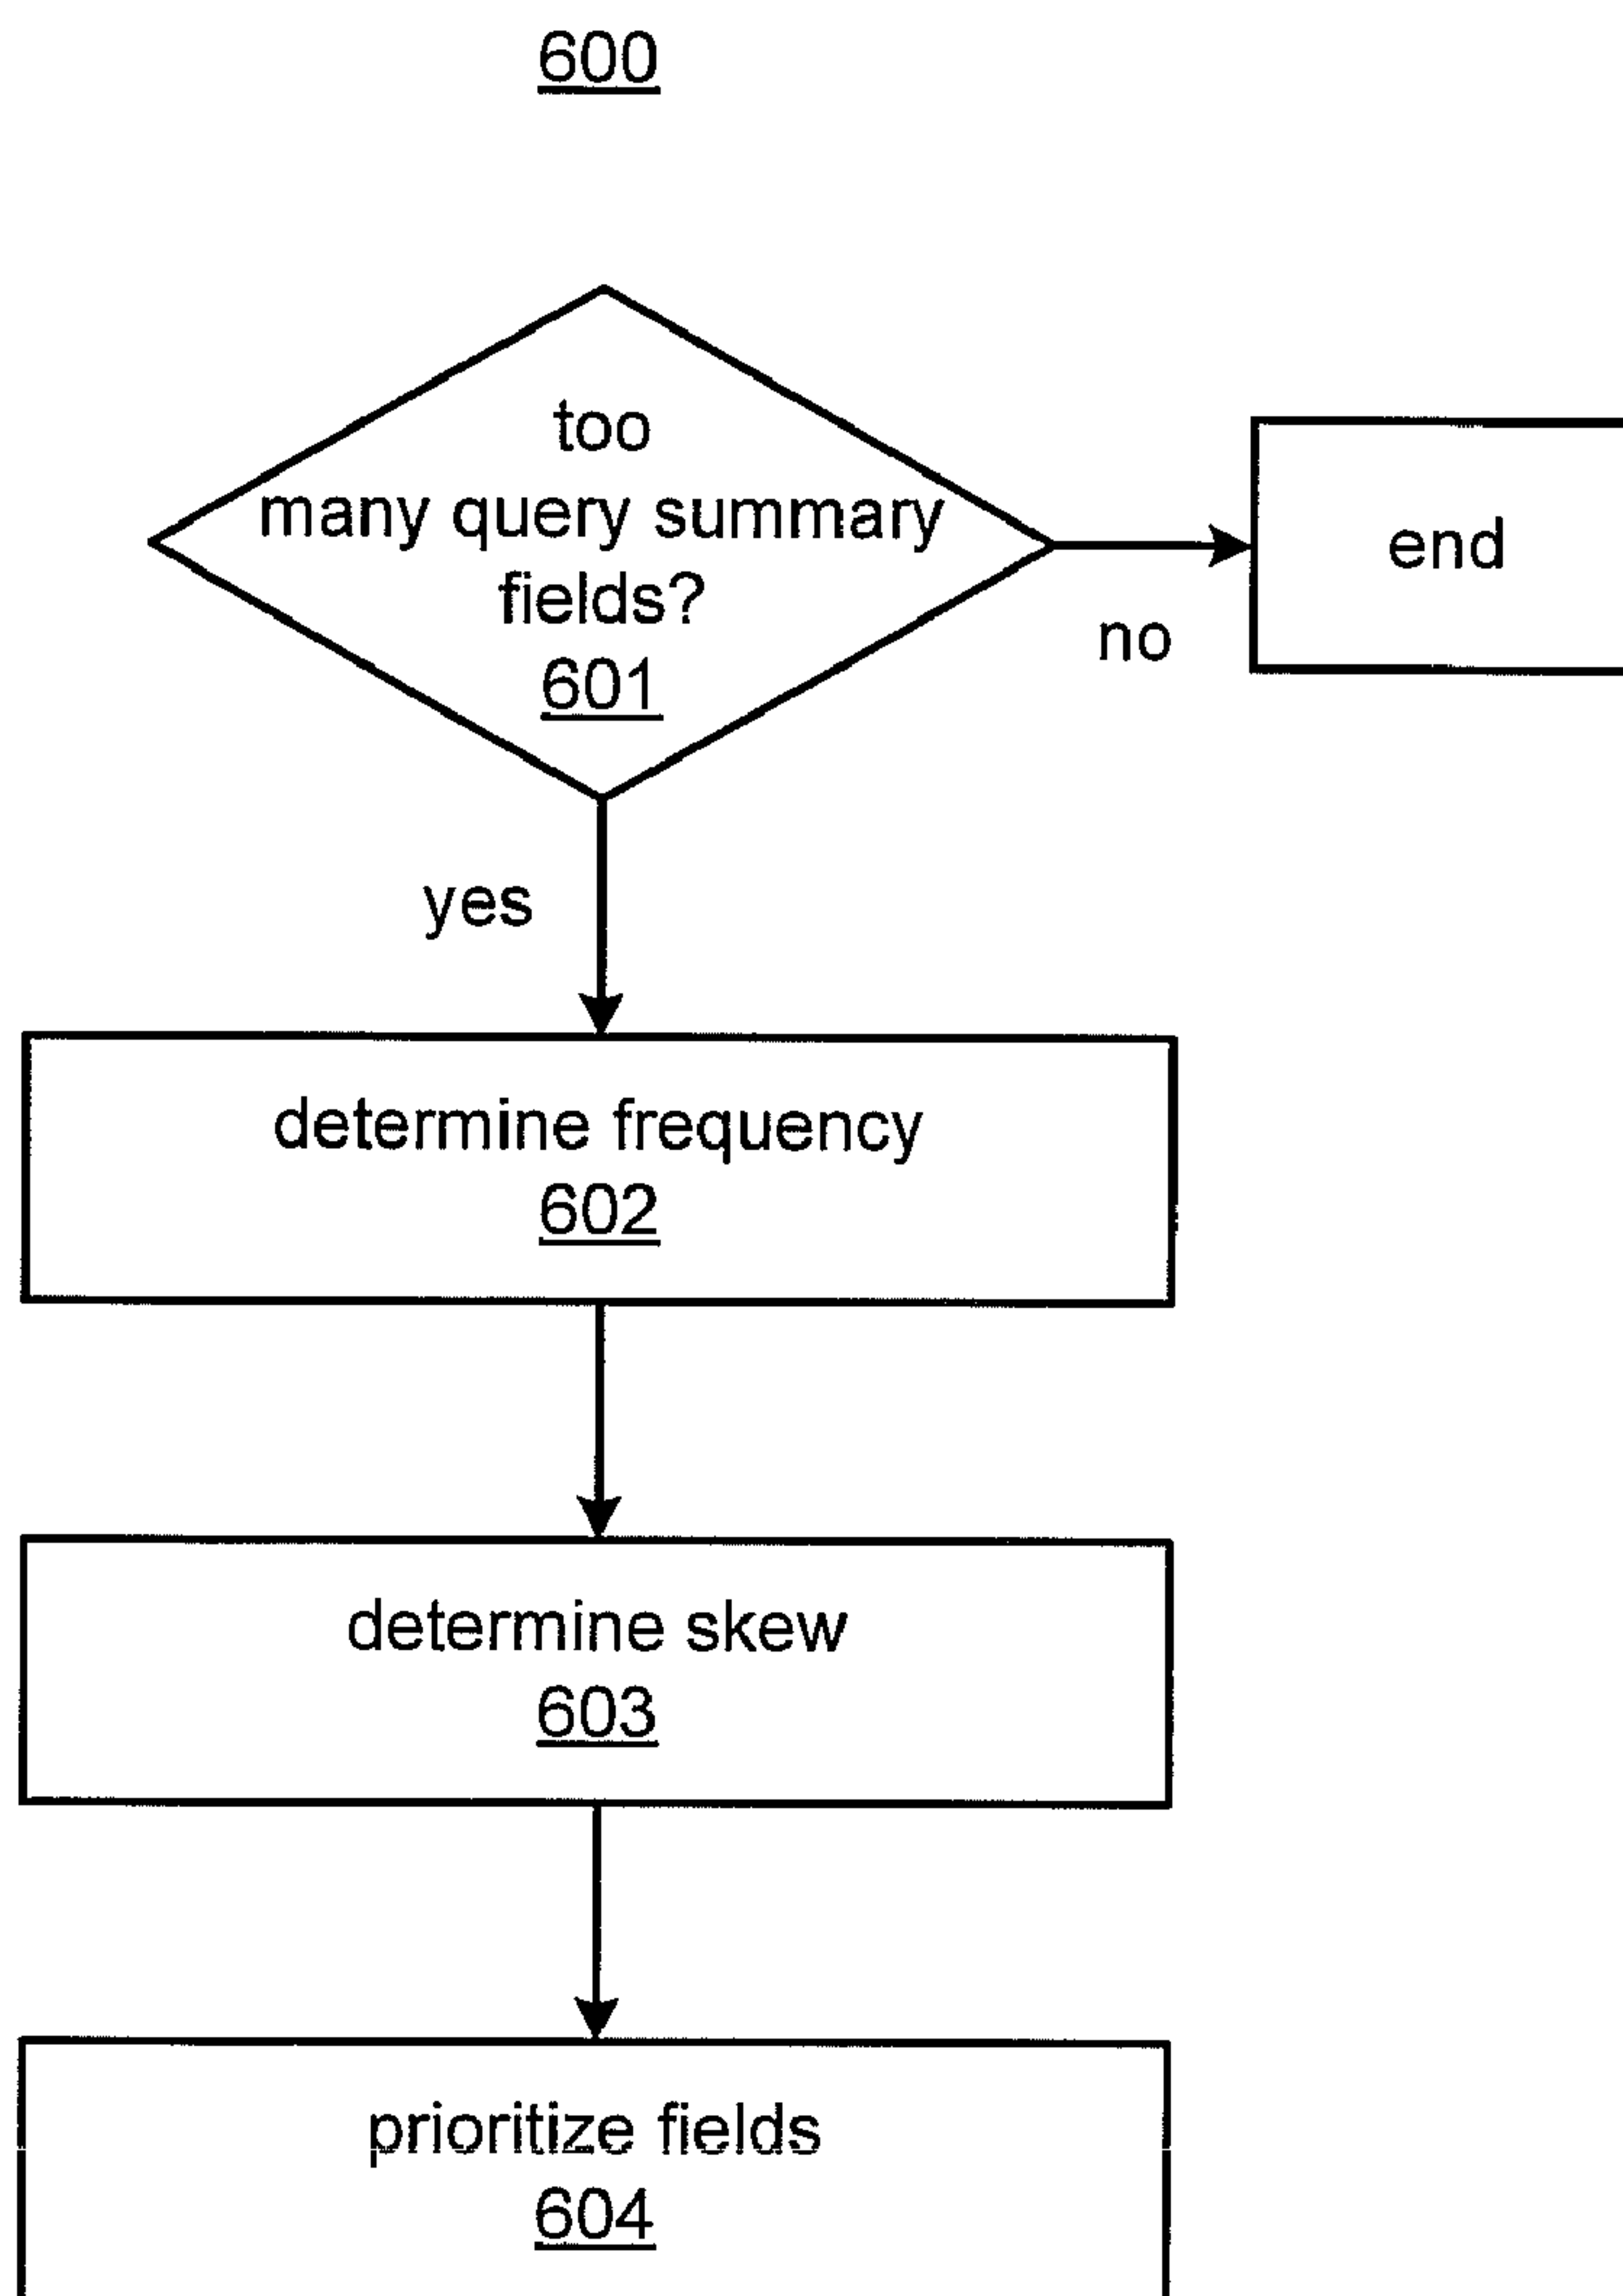 600
too
many query summary
fields?
601
end
no
yes
determine frequency
602
determine skew
603
prioritize fields
604